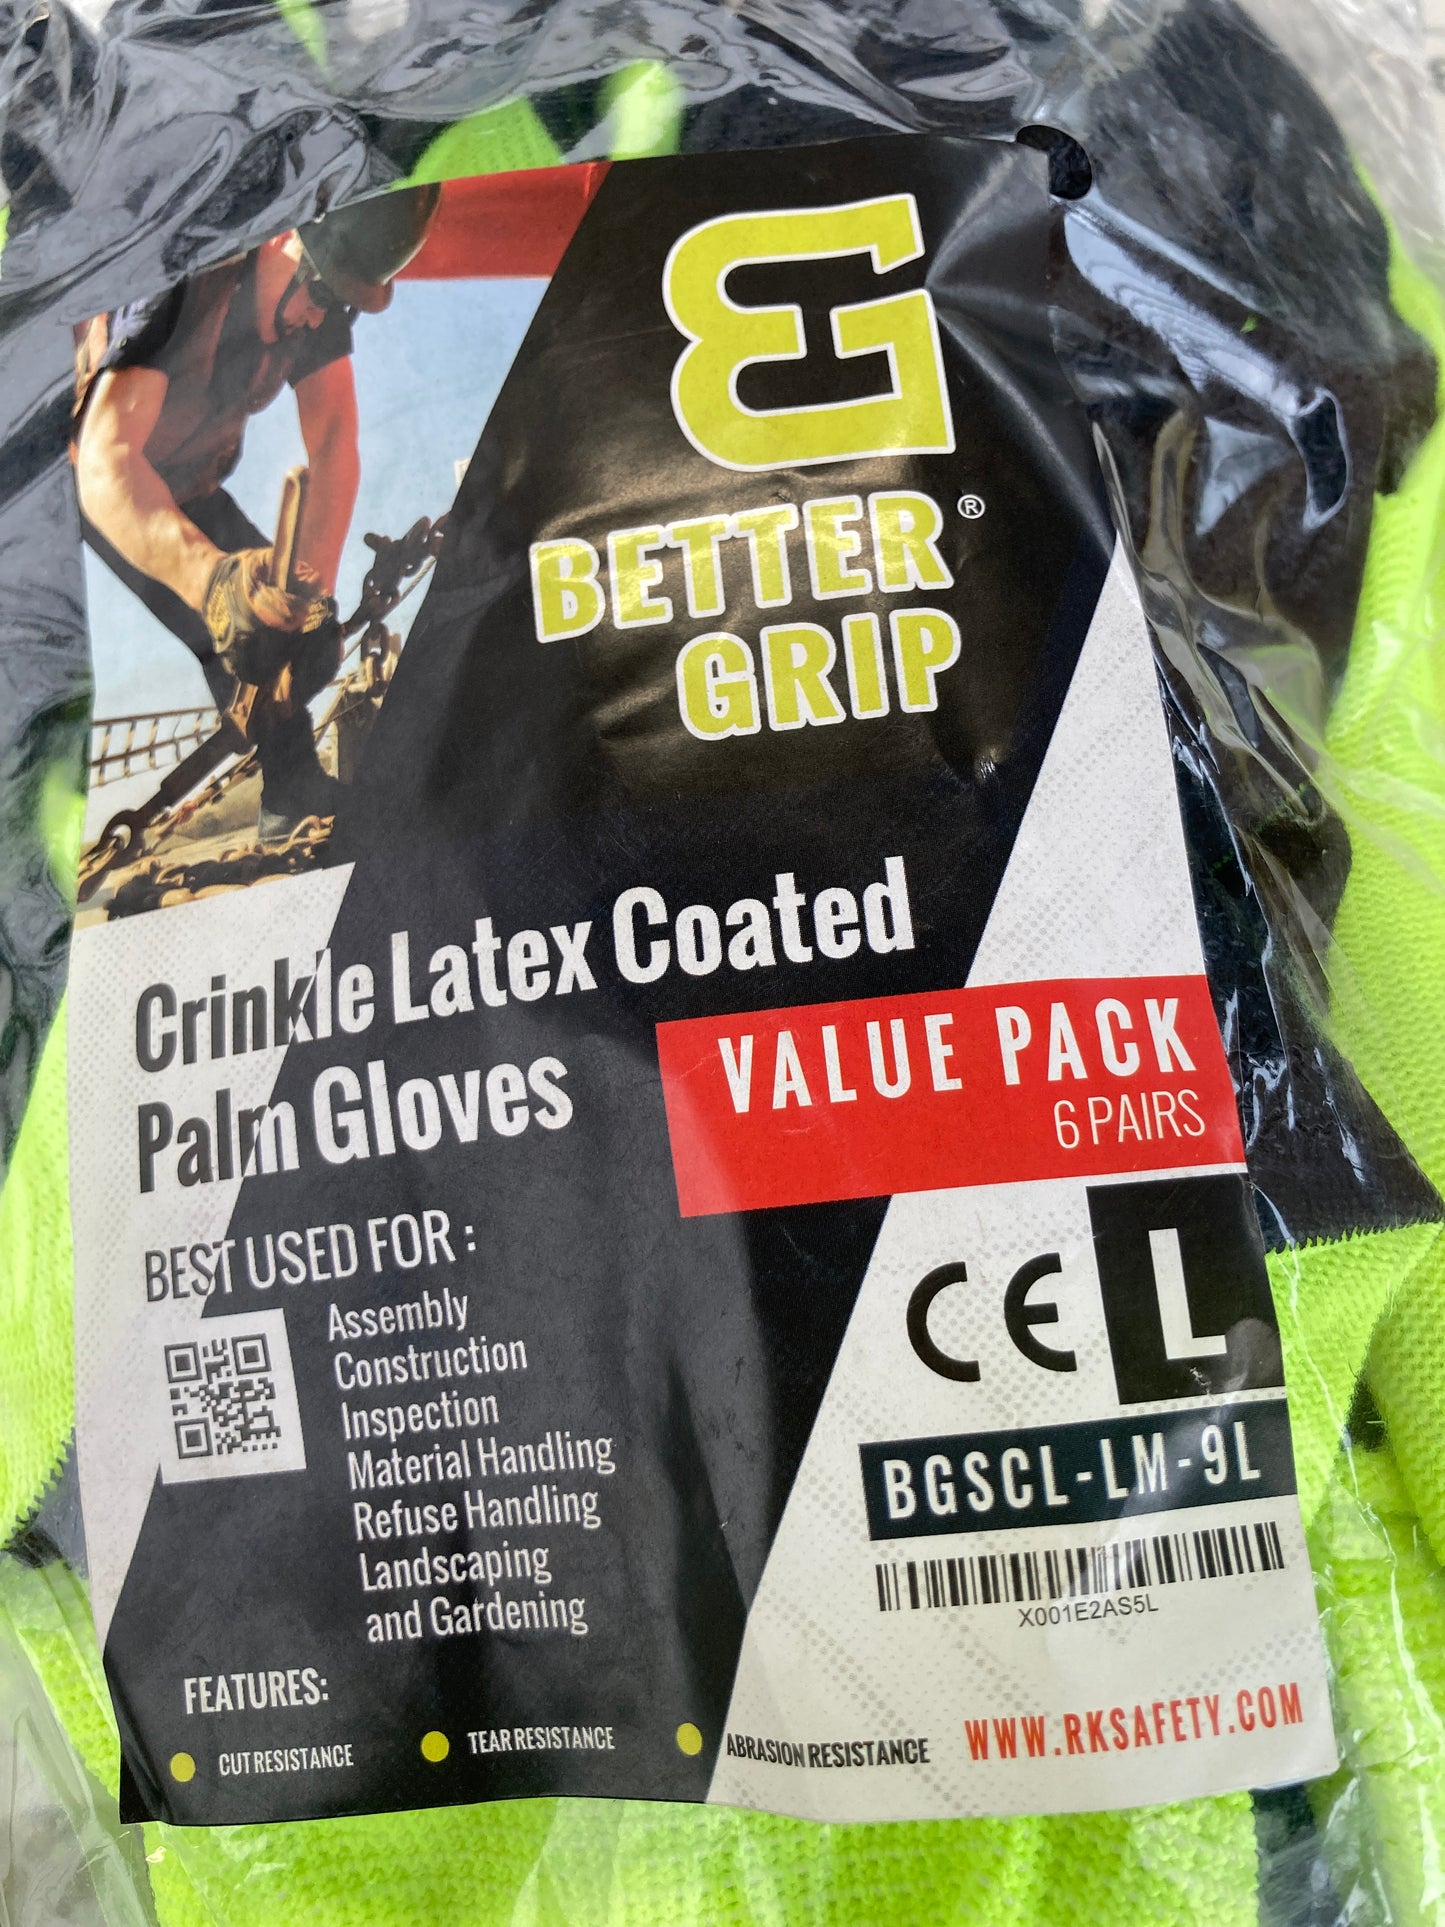 BETTER®
GRIP
Crinkle Latex Coated
Palm Gloves
VALUE PACK
6 PAIRS
BEST USED FOR :
Assembly
Construction
Inspection
Material Handling
Refuse Handling
Landscaping
and Gardening
CE
L
BGSCL-LM-9L
X001E2AS5L
FEATURES:
CUT RESISTANCE
TEAR RESISTANCE
ABRASION RESISTANCE
WWW.RKSAFETY.COM